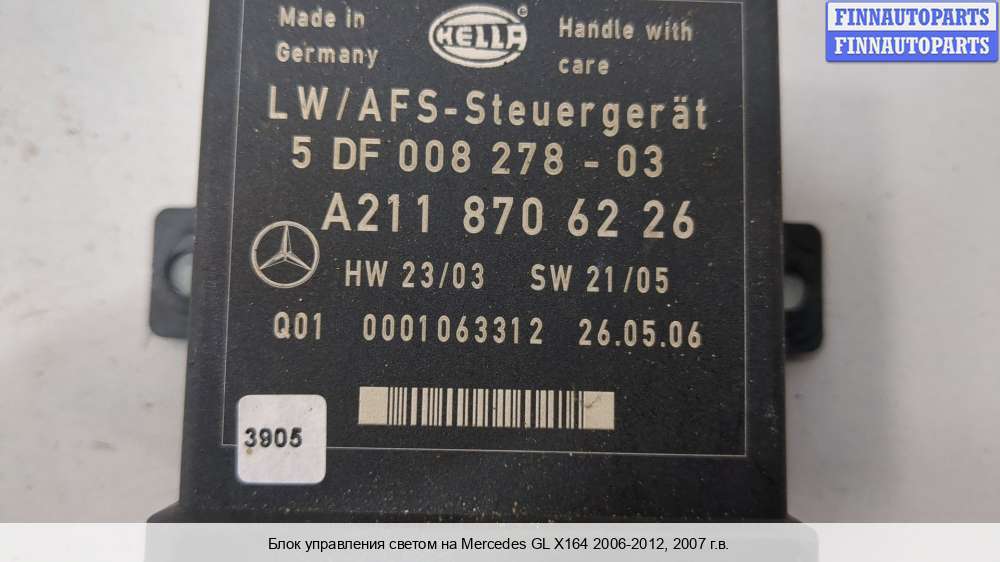 FINNAUTOPARTS
FINNAUTOPARTS
Made in
Germany
HELLA
Handle with
care
LW/AFS-Steuergerät
5 DF 008 278 - 03
A211 870 62 26
HW 23/03 SW 21/05
Q01 0001063312 26.05.06
3905
Блок управления светом на Mercedes GL X164 2006-2012, 2007 г.в.